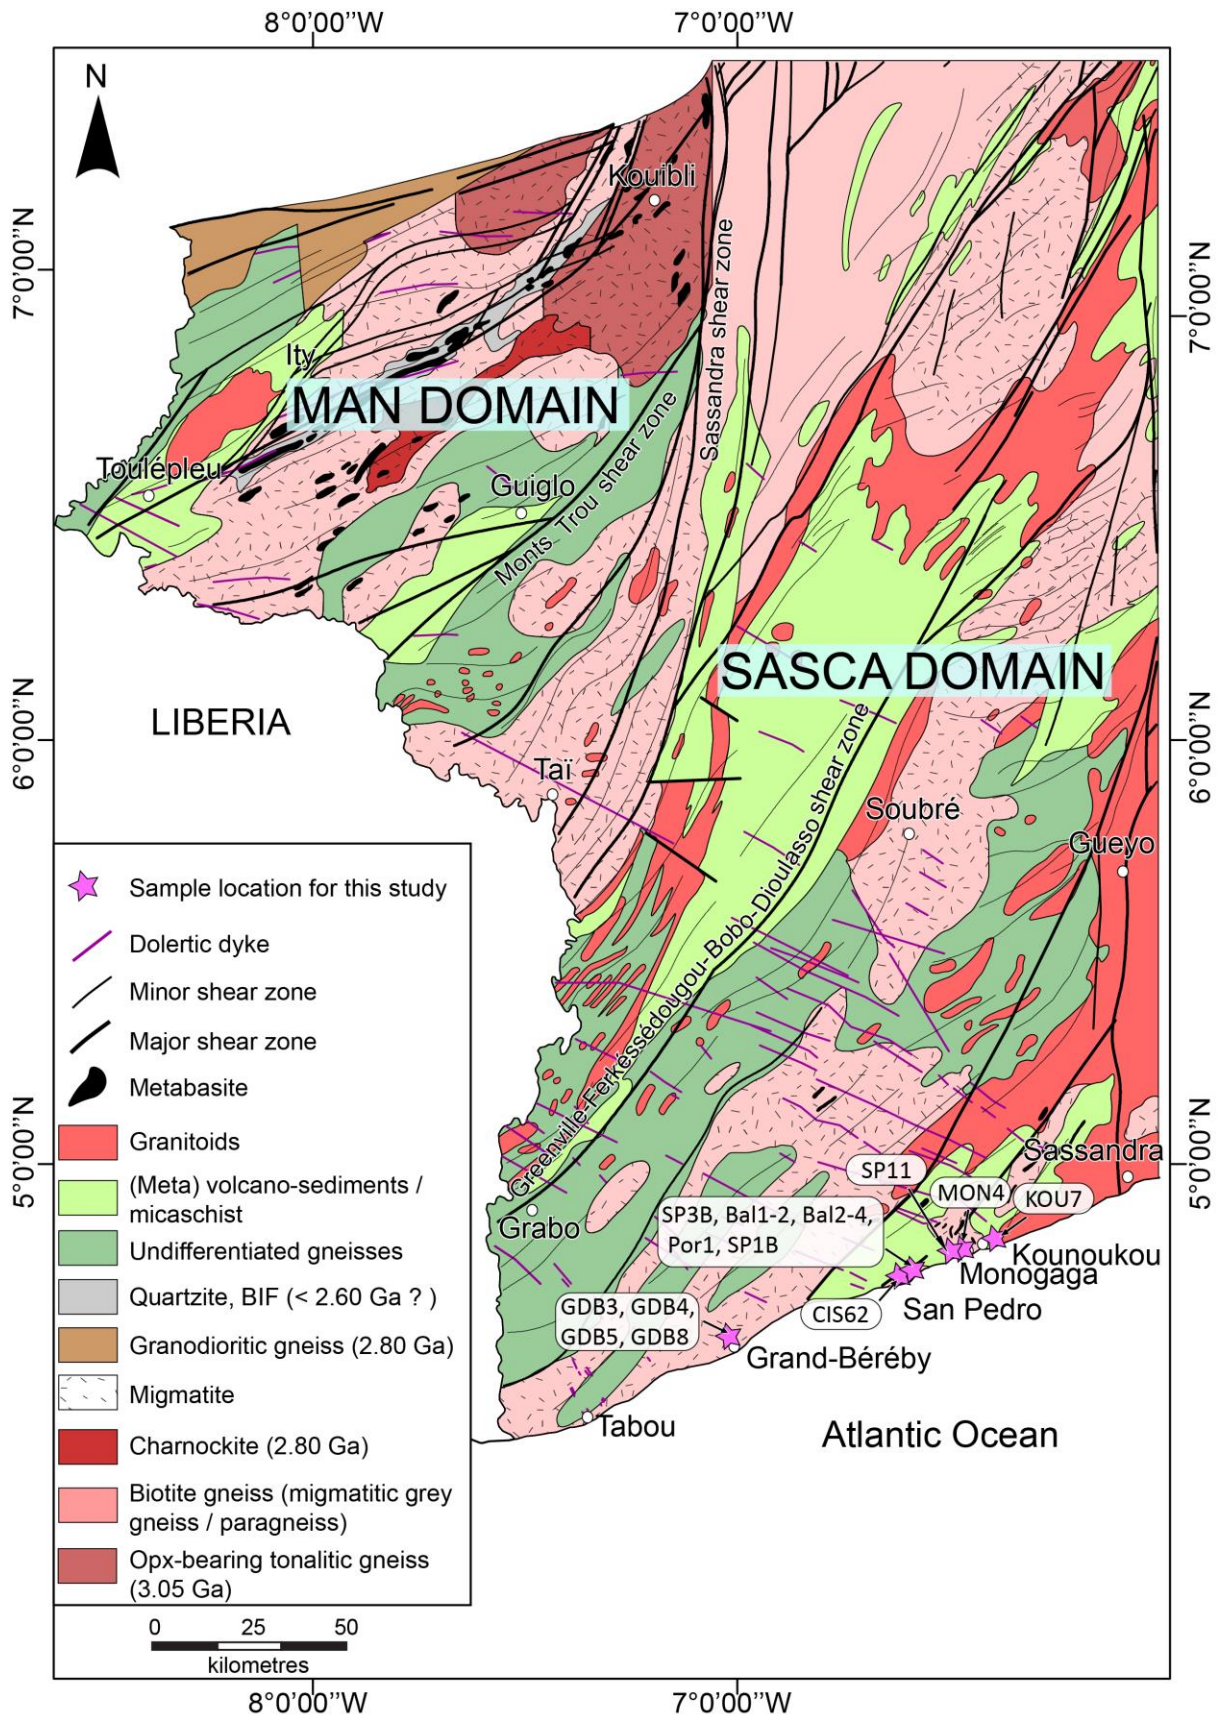 8°0'00''W
7°0'00''W
N
7°0'00''N
7°0'00''N
Kouibli
Sassandra shear zone
Ity
MAN DOMAIN
Monts Trou shear zone
Toulépleu
Guiglo
SASCA DOMAIN
LIBERIA
6°0'00''N
6°0'00''N
Taï
Greenville-Ferkéssédougou-Bobo-Dioulasso shear zone
Soubré
Gueyo
Sample location for this study
Dolertic dyke
Minor shear zone
Major shear zone
Metabasite
Granitoids
(Meta) volcano-sediments /
micaschist
Undifferentiated gneisses
Quartzite, BIF (< 2.60 Ga ? )
Granodioritic gneiss (2.80 Ga)
Migmatite
Charnockite (2.80 Ga)
Biotite gneiss (migmatitic grey
gneiss / paragneiss)
Opx-bearing tonalitic gneiss
(3.05 Ga)
5°0'00''N
5°0'00''N
Sassandra
SP11
MON4
KOU7
SP3B, Bal1-2, Bal2-4,
Por1, SP1B
Grabo
Kounoukou
Monogaga
San Pedro
CIS62
GDB3, GDB4,
GDB5, GDB8
Grand-Béréby
Tabou
Atlantic Ocean
0 25 50
kilometres
8°0'00''W
7°0'00''W